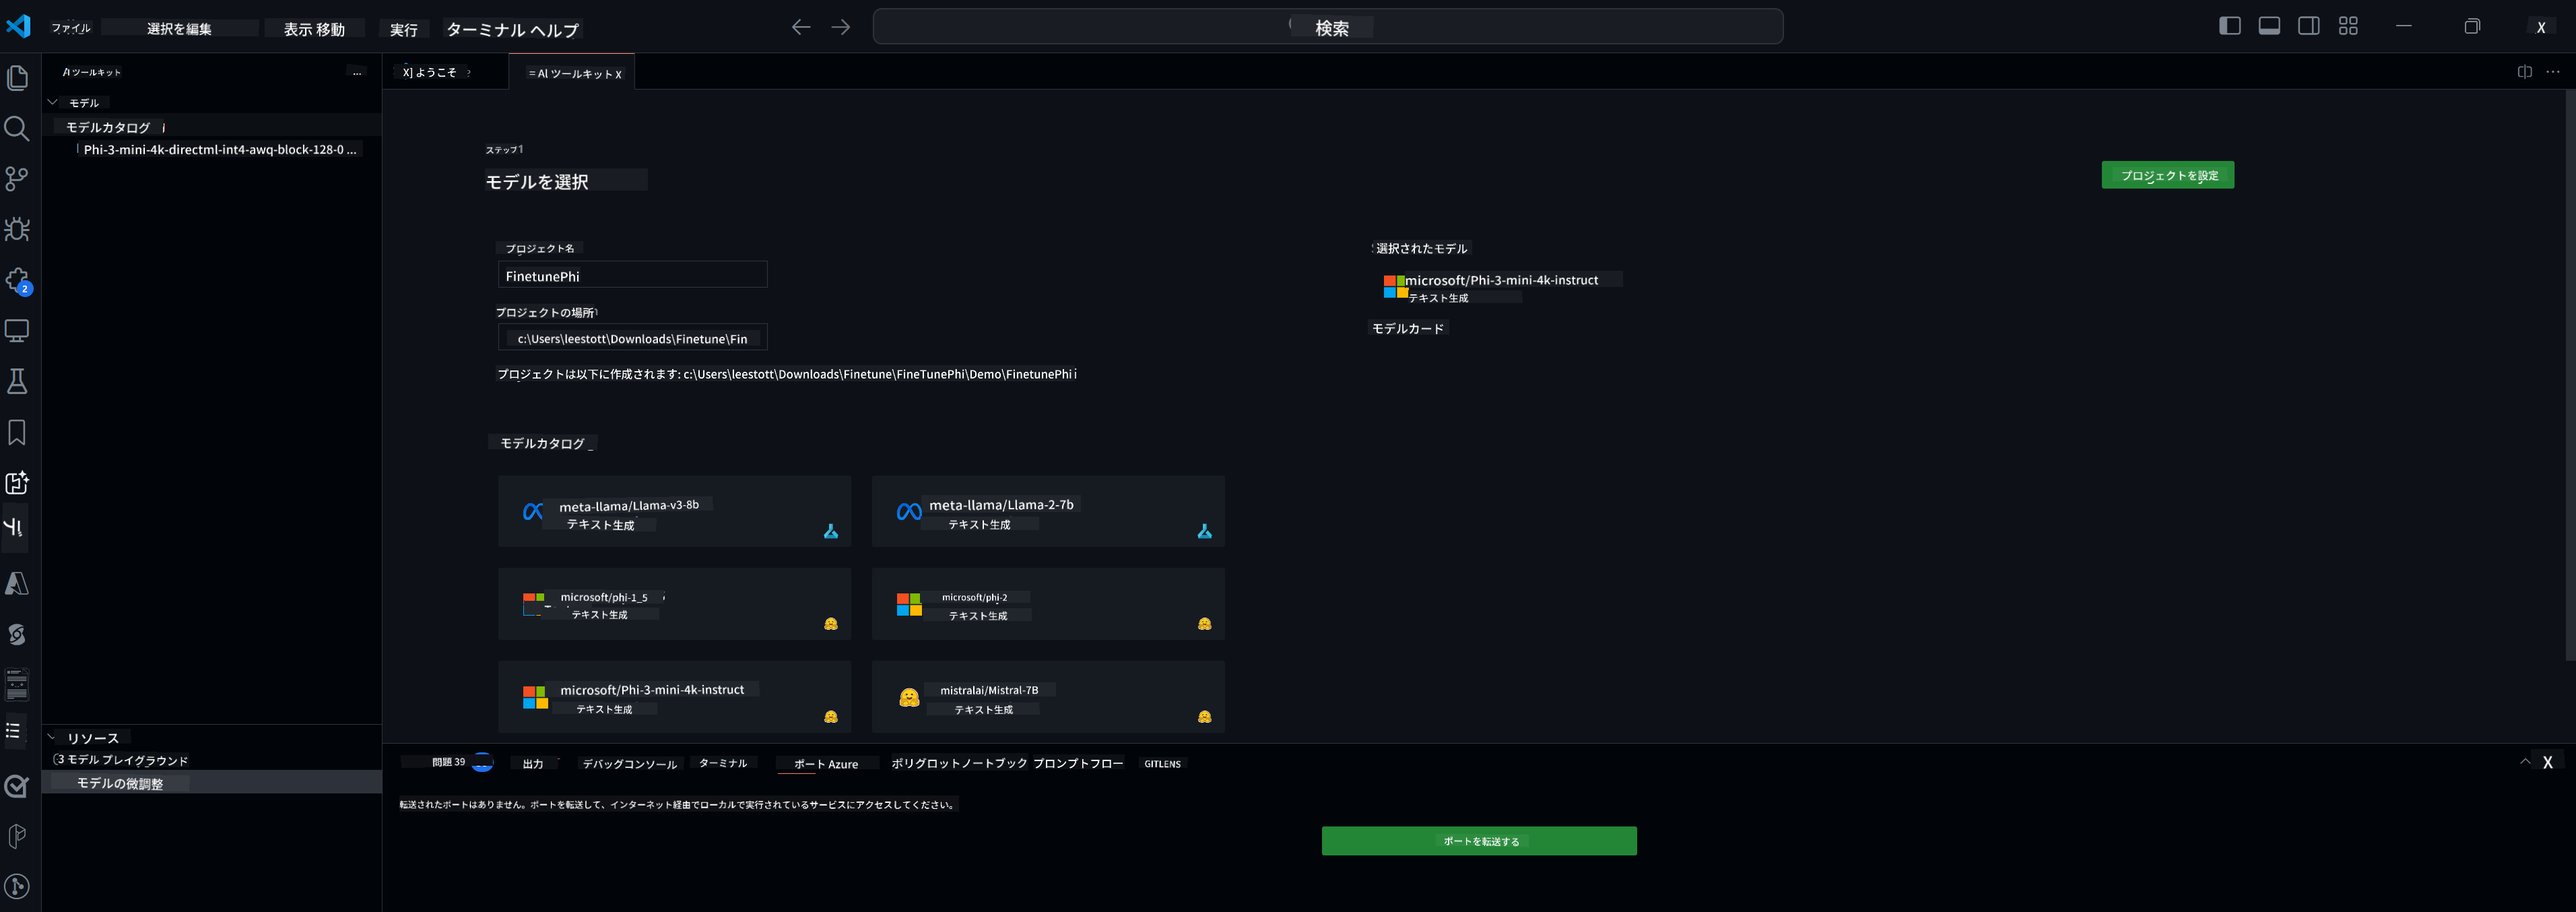 ファイル 選択を編集 表示 移動 実行 ターミナル ヘルプ
検索
X
AIツールキット
...
X] ようこそ
= AI ツールキット X
モデル
モデルカタログ
Phi-3-mini-4k-directml-int4-awq-block-128-0 ...
ステップ1
モデルを選択
プロジェクトを設定
プロジェクト名
FinetunePhi
プロジェクトの場所
c:\Users\leestott\Downloads\Finetune\Fin
プロジェクトは以下に作成されます: c:\Users\leestott\Downloads\Finetune\FineTunePhi\Demo\FinetunePhi
選択されたモデル
microsoft/Phi-3-mini-4k-instruct
テキスト生成
モデルカード
モデルカタログ
meta-llama/Llama-v3-8b
テキスト生成
meta-llama/Llama-2-7b
テキスト生成
microsoft/phi-1_5
テキスト生成
microsoft/phi-2
テキスト生成
microsoft/Phi-3-mini-4k-instruct
テキスト生成
mistralai/Mistral-7B
テキスト生成
2
リソース
3 モデル プレイグラウンド
モデルの微調整
問題 39 出力 デバッグコンソール ターミナル ポート Azure ポリグロットノートブック プロンプトフロー GITLENS
X
転送されたポートはありません。ポートを転送して、インターネット経由でローカルで実行されているサービスにアクセスしてください。
ポートを転送する